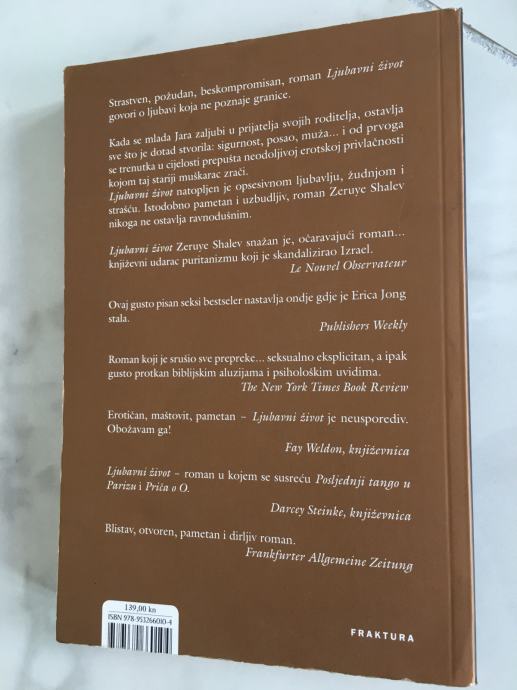 Strastven, požudan, beskompromisan, roman Ljubavni život
govori o ljubavi koja ne poznaje granice.
Kada se mlada Jara zaljubi u prijatelja svojih roditelja, ostavlja
sve što je dotad stvorila: sigurnost, posao, muža... i od prvoga
se trenutka u cijelosti prepušta neodoljivoj erotskoj privlačnosti
kojom taj stariji muškarac zrači.
Ljubavni život natopljen je opsesivnom ljubavlju, žudnjom i
strašću. Istodobno pametan i uzbudljiv, roman Zeruye Shalev
nikoga ne ostavlja ravnodušnim.
Ljubavni život Zeruye Shalev snažan je, očaravajući roman...
književni udarac puritanizmu koji je skandalizirao Izrael.
Le Nouvel Observateur
Ovaj gusto pisan seksi bestseler nastavlja ondje gdje je Erica Jong
stala.
Publishers Weekly
Roman koji je srušio sve prepreke... seksualno eksplicitan, a ipak
gusto protkan biblijskim aluzijama i psihološkim uvidima.
The New York Times Book Review
Erotičan, maštovit, pametan – Ljubavni život je neusporediv.
Obožavam ga!
Fay Weldon, književnica
Ljubavni život – roman u kojem se susreću Posljednji tango u
Parizu i Priča o O.
Darcey Steinke, književnica
Blistav, otvoren, pametan i dirljiv roman.
Frankfurter Allgemeine Zeitung
139,00 kn
ISBN 978-953266010-4
FRAKTURA